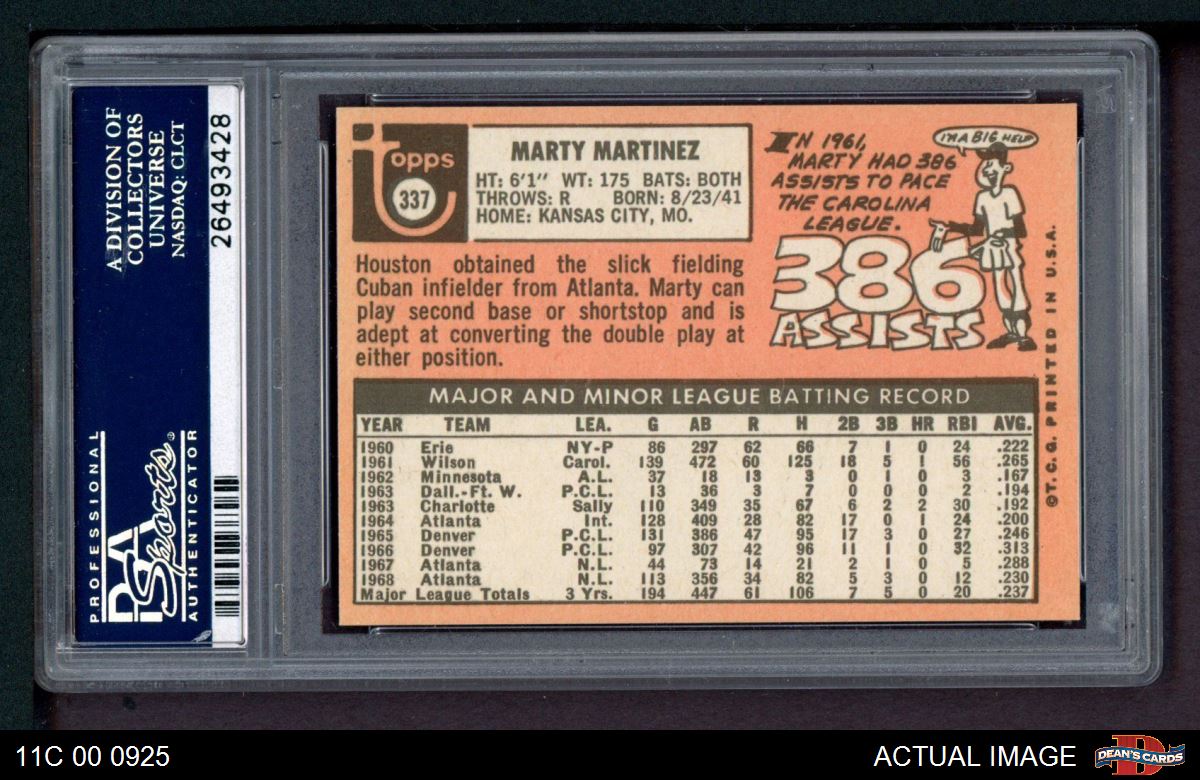 A DIVISION OF
COLLECTORS
UNIVERSE
NASDAQ: CLCT
26493428
PROFESSIONAL
PSA
Sports®
AUTHENTICATOR
topps
337
MARTY MARTINEZ
HT: 6'1" WT: 175 BATS: BOTH
THROWS: R BORN: 8/23/41
HOME: KANSAS CITY, MO.
Houston obtained the slick fielding
Cuban infielder from Atlanta. Marty can
play second base or shortstop and is
adept at converting the double play at
either position.
IN 1961,
MARTY HAD 386
ASSISTS TO PACE
THE CAROLINA
LEAGUE.
I'M A BIG HELP
386
ASSISTS
©T.C.G. PRINTED IN U.S.A.
MAJOR AND MINOR LEAGUE BATTING RECORD
YEAR TEAM LEA. G AB R H 2B 3B HR RBI AVG.
1960 Erie NY-P 86 297 62 66 7 1 0 24 .222
1961 Wilson Carol. 139 472 60 125 18 5 1 56 .265
1962 Minnesota A.L. 37 18 13 3 0 1 0 3 .167
1963 Dall.-Ft. W. P.C.L. 13 36 3 7 0 0 0 2 .194
1963 Charlotte Sally 110 349 35 67 6 2 2 30 .192
1964 Atlanta Int. 128 409 28 82 17 0 1 24 .200
1965 Denver P.C.L. 131 386 47 95 17 3 0 27 .246
1966 Denver P.C.L. 97 307 42 96 11 1 0 32 .313
1967 Atlanta N.L. 44 73 14 21 2 1 0 5 .288
1968 Atlanta N.L. 113 356 34 82 5 3 0 12 .230
Major League Totals 3 Yrs. 194 447 61 106 7 5 0 20 .237
11C 00 0925
ACTUAL IMAGE
DEAN'S CARDS